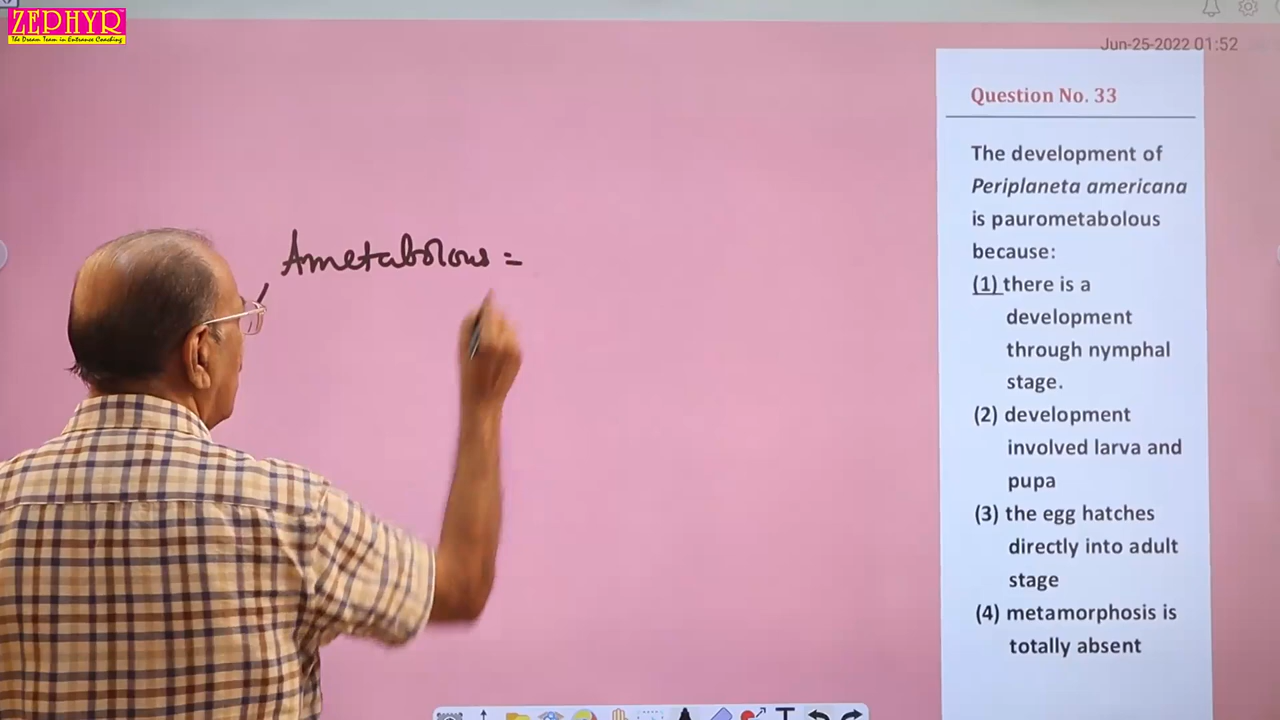 ZEPHYR
The Dream Team in Entrance Coaching
Jun-25-2022 01:52
Ametabolous =
Question No. 33
The development of
Periplaneta americana
is paurometabolous
because:
(1) there is a
development
through nymphal
stage.
(2) development
involved larva and
pupa
(3) the egg hatches
directly into adult
stage
(4) metamorphosis is
totally absent